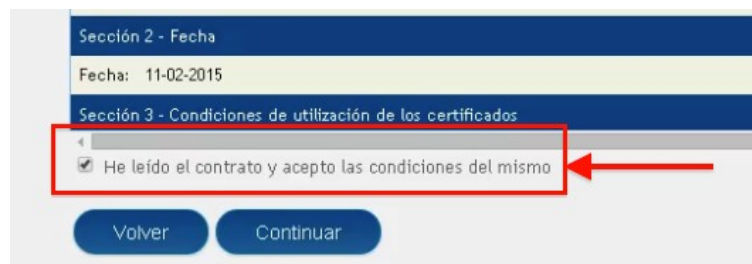 Sección 2 - Fecha
Fecha: 11-02-2015
Sección 3 - Condiciones de utilización de los certificados
He leído el contrato y acepto las condiciones del mismo
Volver Continuar